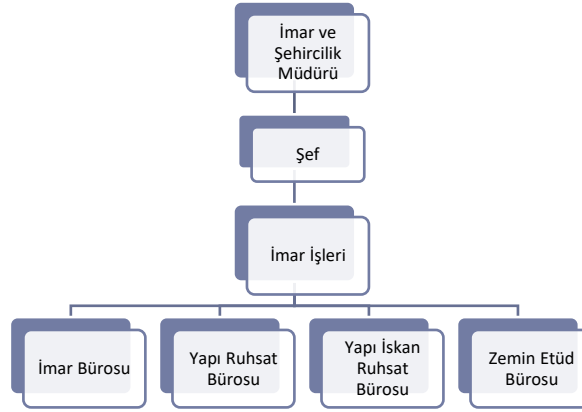 İmar ve
Şehircilik
Müdürü
Şef
İmar İşleri
İmar Bürosu
Yapı Ruhsat
Bürosu
Yapı İskan
Ruhsat
Bürosu
Zemin Etüd
Bürosu